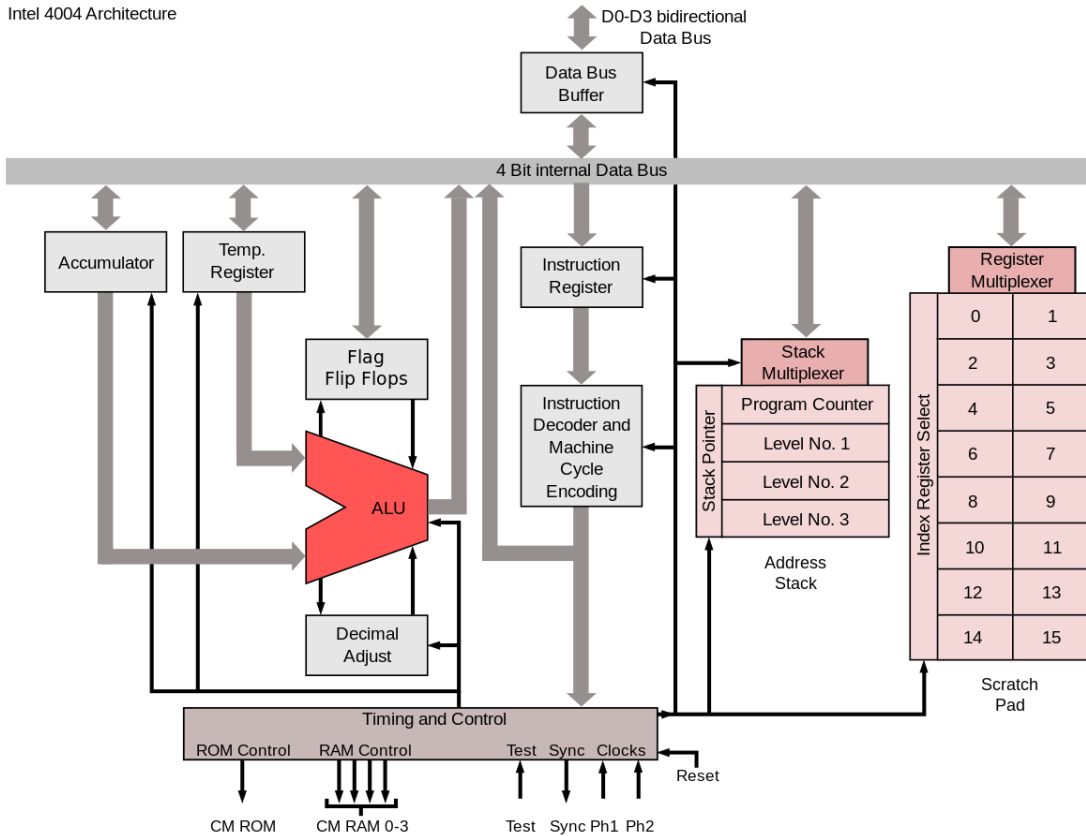 Intel 4004 Architecture
D0-D3 bidirectional
Data Bus
Data Bus
Buffer
4 Bit internal Data Bus
Accumulator
Temp.
Register
Instruction
Register
Register
Multiplexer
Flag
Flip Flops
Stack
Multiplexer
Instruction
Decoder and
Machine
Cycle
Encoding
Stack Pointer
Program Counter
Level No. 1
Level No. 2
Level No. 3
Address
Stack
Index Register Select
0 1
2 3
4 5
6 7
8 9
10 11
12 13
14 15
Scratch
Pad
ALU
Decimal
Adjust
Timing and Control
ROM Control RAM Control Test Sync Clocks
Reset
CM ROM CM RAM 0-3 Test Sync Ph1 Ph2